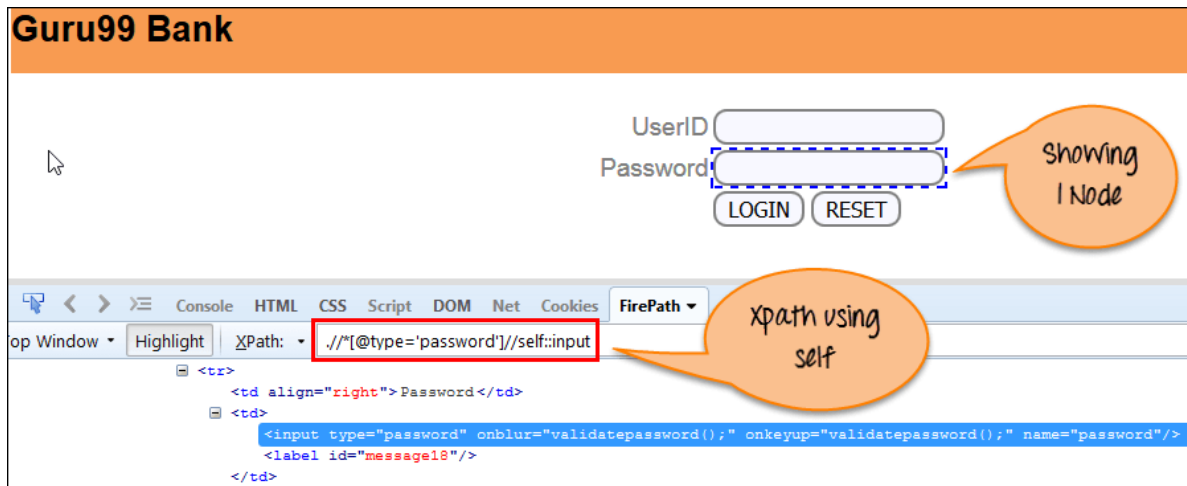 Guru99 Bank
UserID
Password
Showing
1 Node
LOGIN RESET
Console HTML CSS Script DOM Net Cookies FirePath
Xpath using
self
op Window Highlight XPath: .//*[@type='password']//self::input
<tr>
<td align="right">Password</td>
<td>
<input type="password" onblur="validatepassword();" onkeyup="validatepassword();" name="password"/>
<label id="message18"/>
</td>